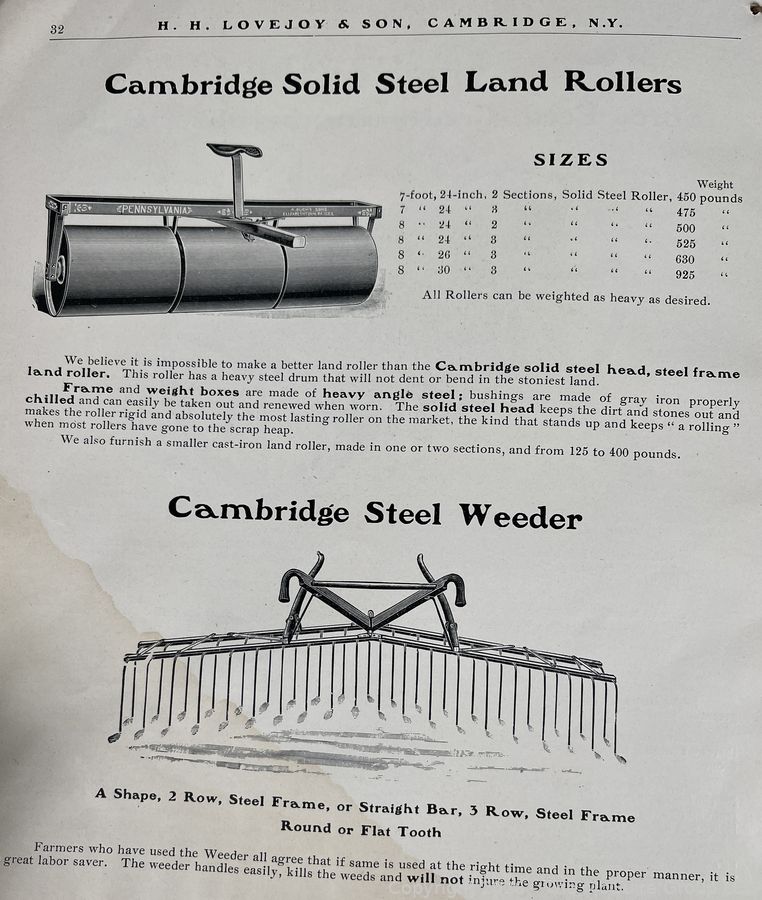 32
H. H. LOVEJOY & SON, CAMBRIDGE, N.Y.
Cambridge Solid Steel Land Rollers
PENNSYLVANIA
SIZES
Weight
7-foot, 24-inch, 2 Sections, Solid Steel Roller, 450 pounds
7 “ 24 “ 3 “ “ “ “ 475 “
8 “ 24 “ 2 “ “ “ “ 500 “
8 “ 24 “ 3 “ “ “ “ 525 “
8 “ 26 “ 3 “ “ “ “ 630 “
8 “ 30 “ 3 “ “ “ “ 925 “
All Rollers can be weighted as heavy as desired.
We believe it is impossible to make a better land roller than the Cambridge solid steel head, steel frame
land roller. This roller has a heavy steel drum that will not dent or bend in the stoniest land.
Frame and weight boxes are made of heavy angle steel; bushings are made of gray iron properly
chilled and can easily be taken out and renewed when worn. The solid steel head keeps the dirt and stones out and
makes the roller rigid and absolutely the most lasting roller on the market, the kind that stands up and keeps “ a rolling ”
when most rollers have gone to the scrap heap.
We also furnish a smaller cast-iron land roller, made in one or two sections, and from 125 to 400 pounds.
Cambridge Steel Weeder
A Shape, 2 Row, Steel Frame, or Straight Bar, 3 Row, Steel Frame
Round or Flat Tooth
Farmers who have used the Weeder all agree that if same is used at the right time and in the proper manner, it is
great labor saver. The weeder handles easily, kills the weeds and will not injure the growing plant.